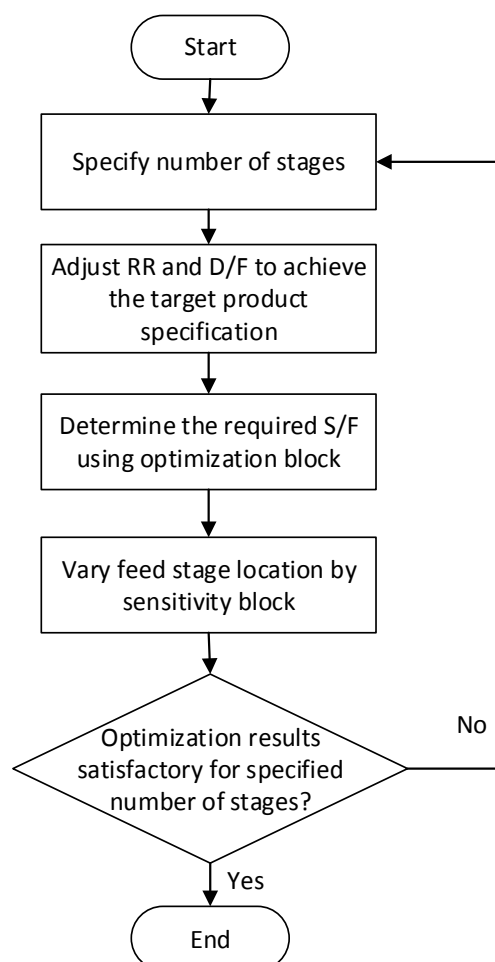 Start
Specify number of stages
Adjust RR and D/F to achieve
the target product
specification
Determine the required S/F
using optimization block
Vary feed stage location by
sensitivity block
Optimization results
satisfactory for specified
number of stages?
No
Yes
End